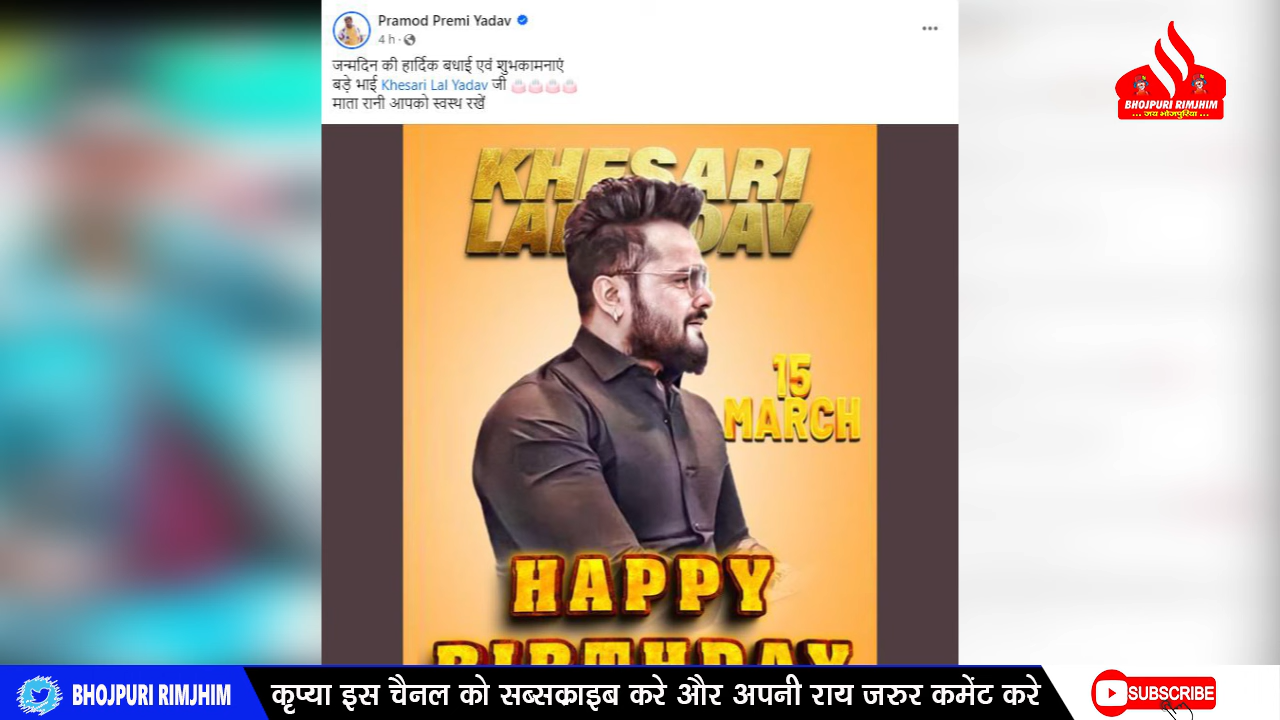 Pramod Premi Yadav
4 h ·
जन्मदिन की हार्दिक बधाई एवं शुभकामनाएं
बड़े भाई Khesari Lal Yadav जी 🎂🎂🎂🎂
माता रानी आपको स्वस्थ रखें
KHESARI
LAL YADAV
15
MARCH
HAPPY
BIRTHDAY
BHOJPURI RIMJHIM
... जय भोजपुरिया ...
BHOJPURI RIMJHIM
कृप्या इस चैनल को सब्सक्राइब करे और अपनी राय जरुर कमेंट करे
SUBSCRIBE